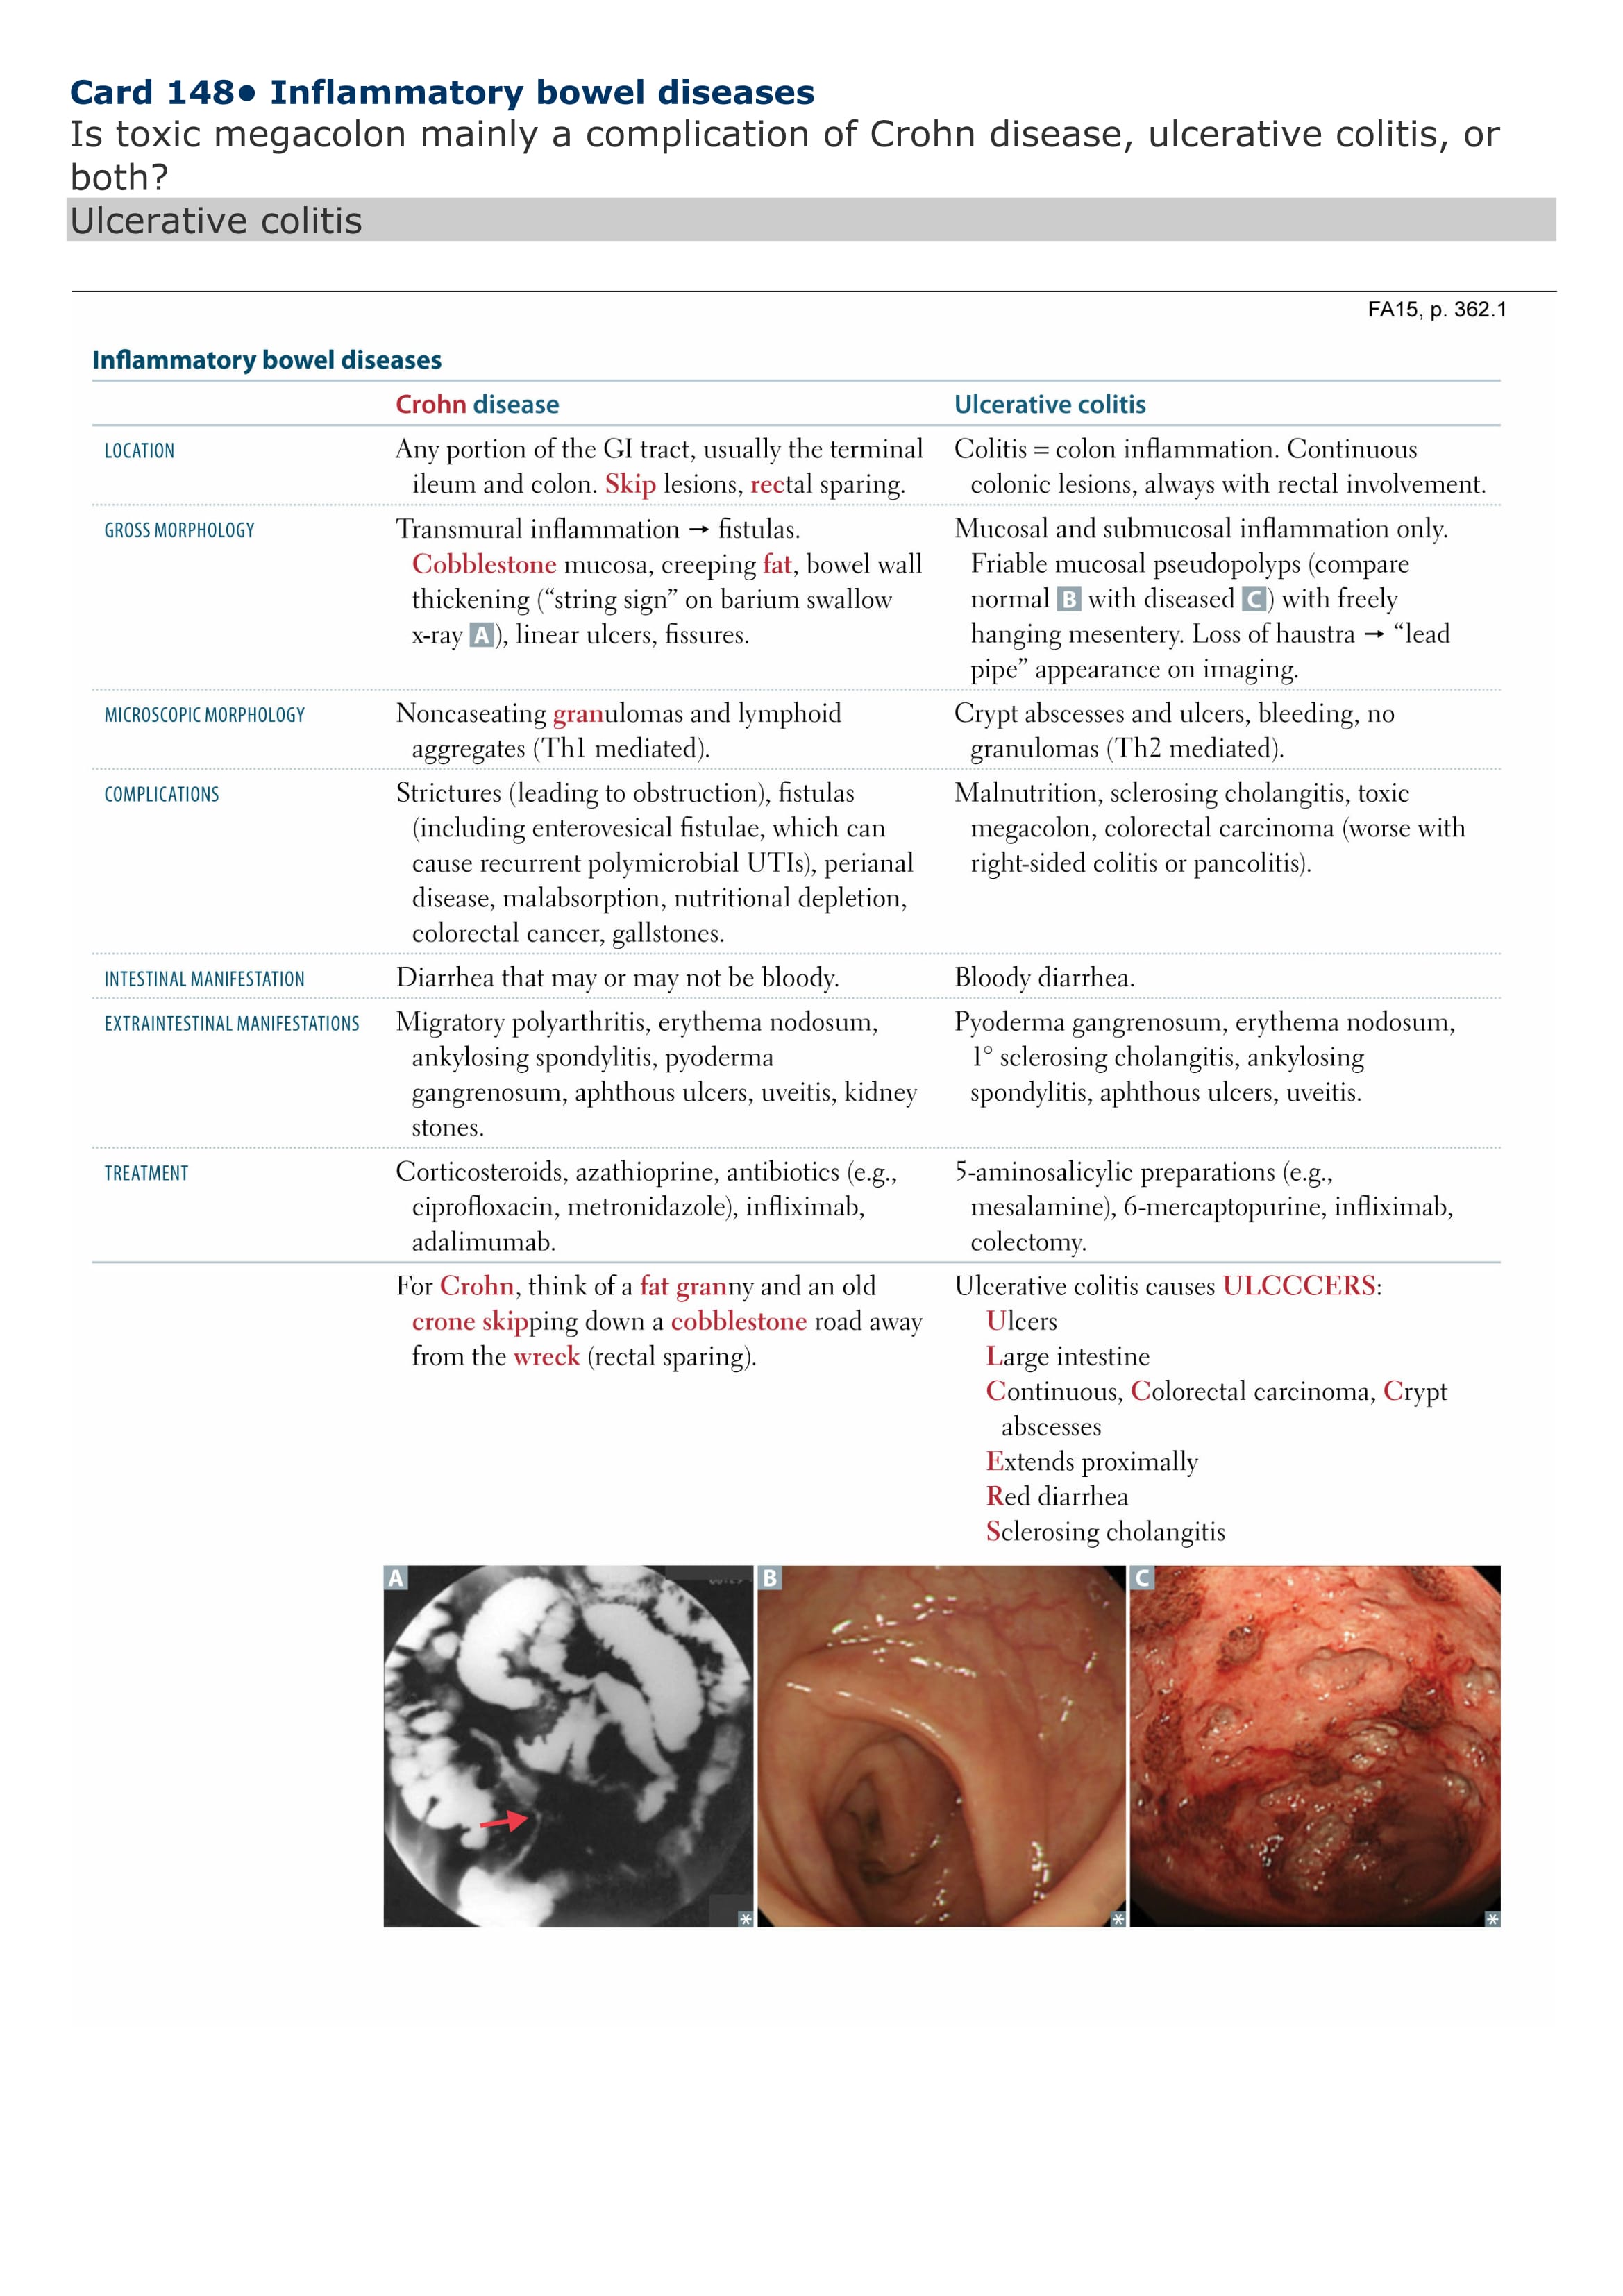 Card 148• Inflammatory bowel diseases
Is toxic megacolon mainly a complication of Crohn disease, ulcerative colitis, or
both?
Ulcerative colitis
FA15, p. 362.1
Inflammatory bowel diseases
Crohn disease
Ulcerative colitis
LOCATION
Any portion of the GI tract, usually the terminal
ileum and colon. Skip lesions, rectal sparing.
Colitis = colon inflammation. Continuous
colonic lesions, always with rectal involvement.
GROSS MORPHOLOGY
Transmural inflammation → fistulas.
Cobblestone mucosa, creeping fat, bowel wall
thickening (“string sign” on barium swallow
x-ray A), linear ulcers, fissures.
Mucosal and submucosal inflammation only.
Friable mucosal pseudopolyps (compare
normal B with diseased C) with freely
hanging mesentery. Loss of haustra → “lead
pipe” appearance on imaging.
MICROSCOPIC MORPHOLOGY
Noncaseating granulomas and lymphoid
aggregates (Th1 mediated).
Crypt abscesses and ulcers, bleeding, no
granulomas (Th2 mediated).
COMPLICATIONS
Strictures (leading to obstruction), fistulas
(including enterovesical fistulae, which can
cause recurrent polymicrobial UTIs), perianal
disease, malabsorption, nutritional depletion,
colorectal cancer, gallstones.
Malnutrition, sclerosing cholangitis, toxic
megacolon, colorectal carcinoma (worse with
right-sided colitis or pancolitis).
INTESTINAL MANIFESTATION
Diarrhea that may or may not be bloody.
Bloody diarrhea.
EXTRAINTESTINAL MANIFESTATIONS
Migratory polyarthritis, erythema nodosum,
ankylosing spondylitis, pyoderma
gangrenosum, aphthous ulcers, uveitis, kidney
stones.
Pyoderma gangrenosum, erythema nodosum,
1° sclerosing cholangitis, ankylosing
spondylitis, aphthous ulcers, uveitis.
TREATMENT
Corticosteroids, azathioprine, antibiotics (e.g.,
ciprofloxacin, metronidazole), infliximab,
adalimumab.
5-aminosalicylic preparations (e.g.,
mesalamine), 6-mercaptopurine, infliximab,
colectomy.
For Crohn, think of a fat granny and an old
crone skipping down a cobblestone road away
from the wreck (rectal sparing).
Ulcerative colitis causes ULCCCERS:
Ulcers
Large intestine
Continuous, Colorectal carcinoma, Crypt
abscesses
Extends proximally
Red diarrhea
Sclerosing cholangitis
A
B
C